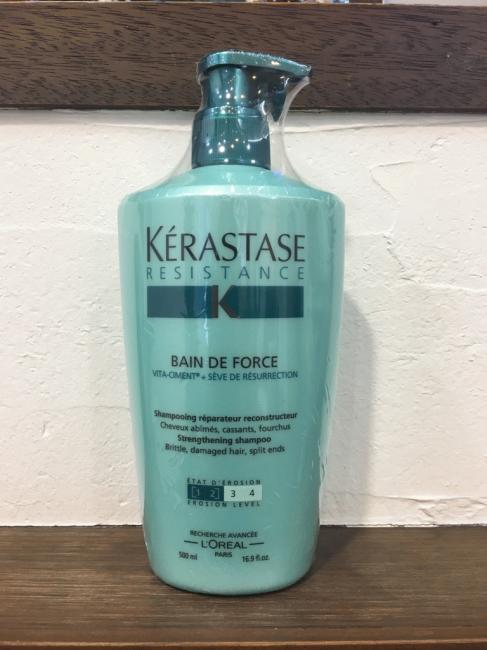 KÉRASTASE
RESISTANCE
K
BAIN DE FORCE
VITA-CIMENT® + SÈVE DE RÉSURRECTION
Shampooing réparateur reconstructeur
Cheveux abîmés, cassants, fourchus
Strengthening shampoo
Brittle, damaged hair, split ends
ÉTAT D'ÉROSION
[1 2] 3 4
EROSION LEVEL
RECHERCHE AVANCÉE
L'ORÉAL
PARIS
500 ml 16.9 fl.oz.